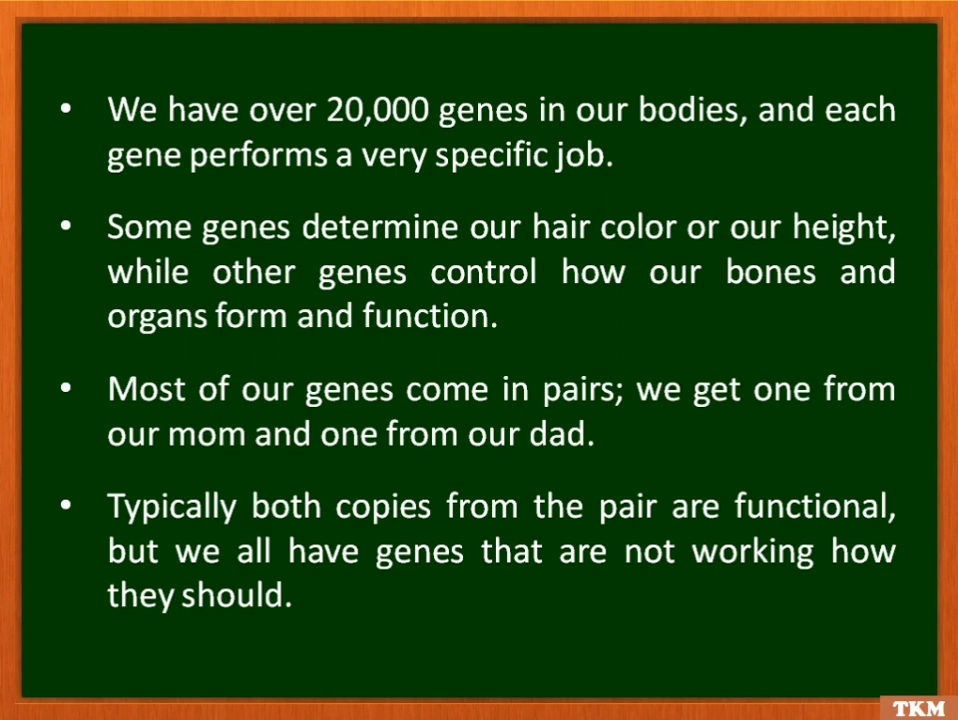 • We have over 20,000 genes in our bodies, and each
gene performs a very specific job.
• Some genes determine our hair color or our height,
while other genes control how our bones and
organs form and function.
• Most of our genes come in pairs; we get one from
our mom and one from our dad.
• Typically both copies from the pair are functional,
but we all have genes that are not working how
they should.
TKM